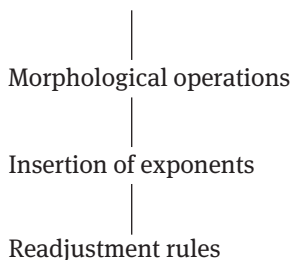 Morphological operations
Insertion of exponents
Readjustment rules